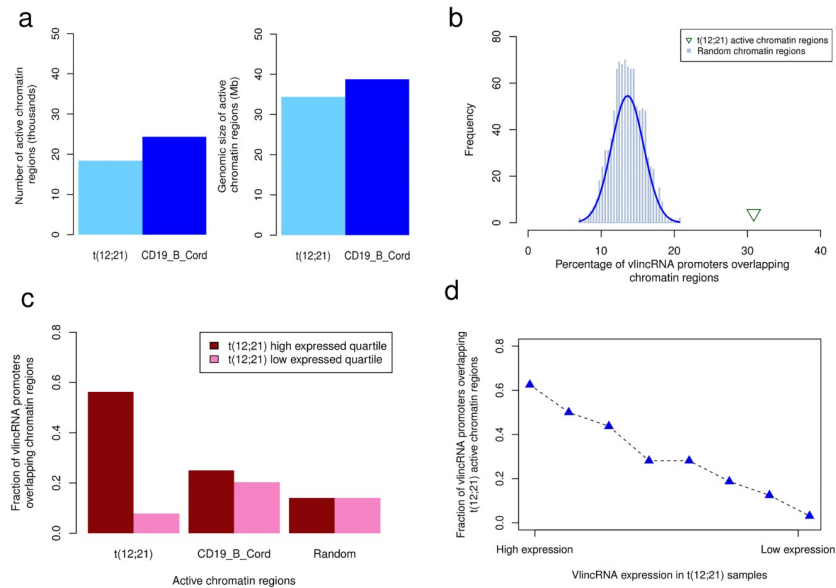 a
Number of active chromatin
regions (thousands)
50
40
30
20
10
0
t(12;21)
CD19_B_Cord
Genomic size of active
chromatin regions (Mb)
50
40
30
20
10
0
t(12;21)
CD19_B_Cord
b
Frequency
80
60
40
20
0
t(12;21) active chromatin regions
Random chromatin regions
0
10
20
30
40
Percentage of vlincRNA promoters overlapping
chromatin regions
c
Fraction of vlincRNA promoters
overlapping chromatin regions
0.8
0.6
0.4
0.2
0.0
t(12;21) high expressed quartile
t(12;21) low expressed quartile
t(12;21)
CD19_B_Cord
Random
Active chromatin regions
d
Fraction of vlincRNA promoters overlapping
t(12;21) active chromatin regions
0.8
0.6
0.4
0.2
0.0
High expression
Low expression
VlincRNA expression in t(12;21) samples